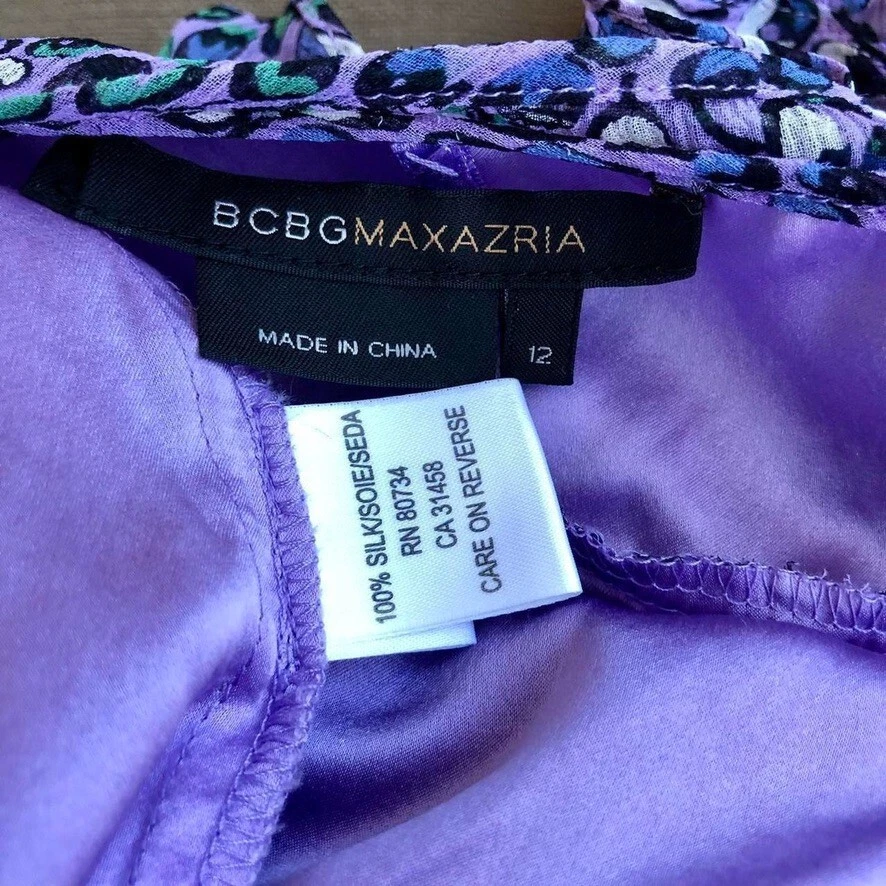 BCBGMAXAZRIA
MADE IN CHINA
12
100% SILK/SOIE/SEDA
RN 80734
CA 31458
CARE ON REVERSE